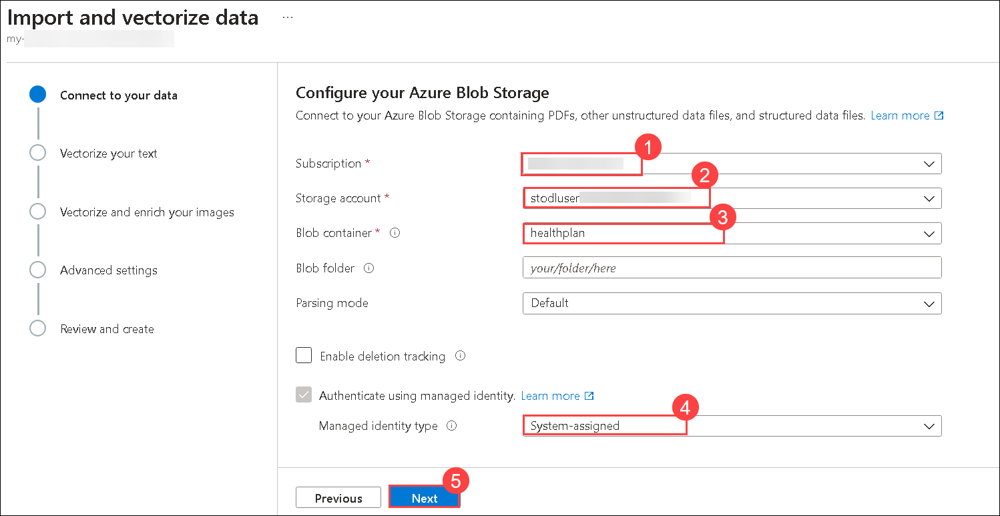 Import and vectorize data ...
my-
Connect to your data
Vectorize your text
Vectorize and enrich your images
Advanced settings
Review and create
Configure your Azure Blob Storage
Connect to your Azure Blob Storage containing PDFs, other unstructured data files, and structured data files. Learn more
Subscription *
1
Storage account * stodluser
2
Blob container * healthplan
3
Blob folder your/folder/here
Parsing mode Default
Enable deletion tracking
Authenticate using managed identity. Learn more
Managed identity type System-assigned
4
Previous Next
5